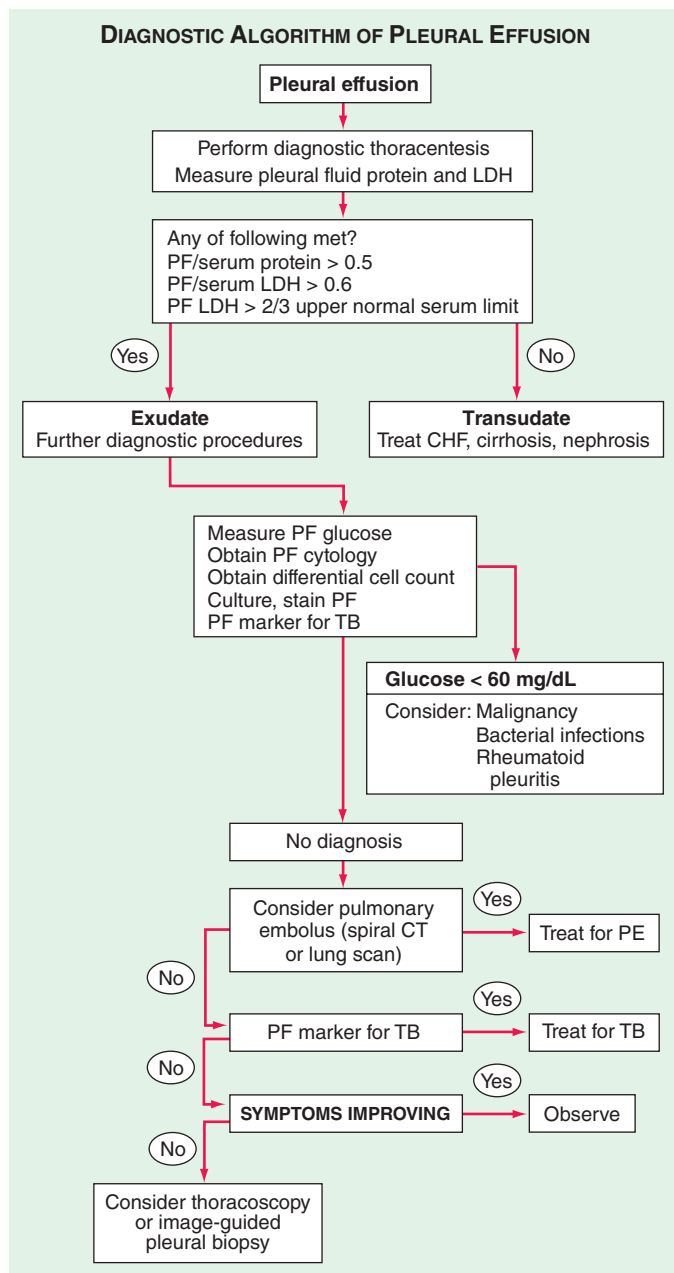 DIAGNOSTIC ALGORITHM OF PLEURAL EFFUSION
Pleural effusion
Perform diagnostic thoracentesis
Measure pleural fluid protein and LDH
Any of following met?
PF/serum protein > 0.5
PF/serum LDH > 0.6
PF LDH > 2/3 upper normal serum limit
Yes
No
Exudate
Further diagnostic procedures
Transudate
Treat CHF, cirrhosis, nephrosis
Measure PF glucose
Obtain PF cytology
Obtain differential cell count
Culture, stain PF
PF marker for TB
Glucose < 60 mg/dL
Consider: Malignancy
Bacterial infections
Rheumatoid
pleuritis
No diagnosis
Consider pulmonary
embolus (spiral CT
or lung scan)
Yes
Treat for PE
No
PF marker for TB
Yes
Treat for TB
No
SYMPTOMS IMPROVING
Yes
Observe
No
Consider thoracoscopy
or image-guided
pleural biopsy